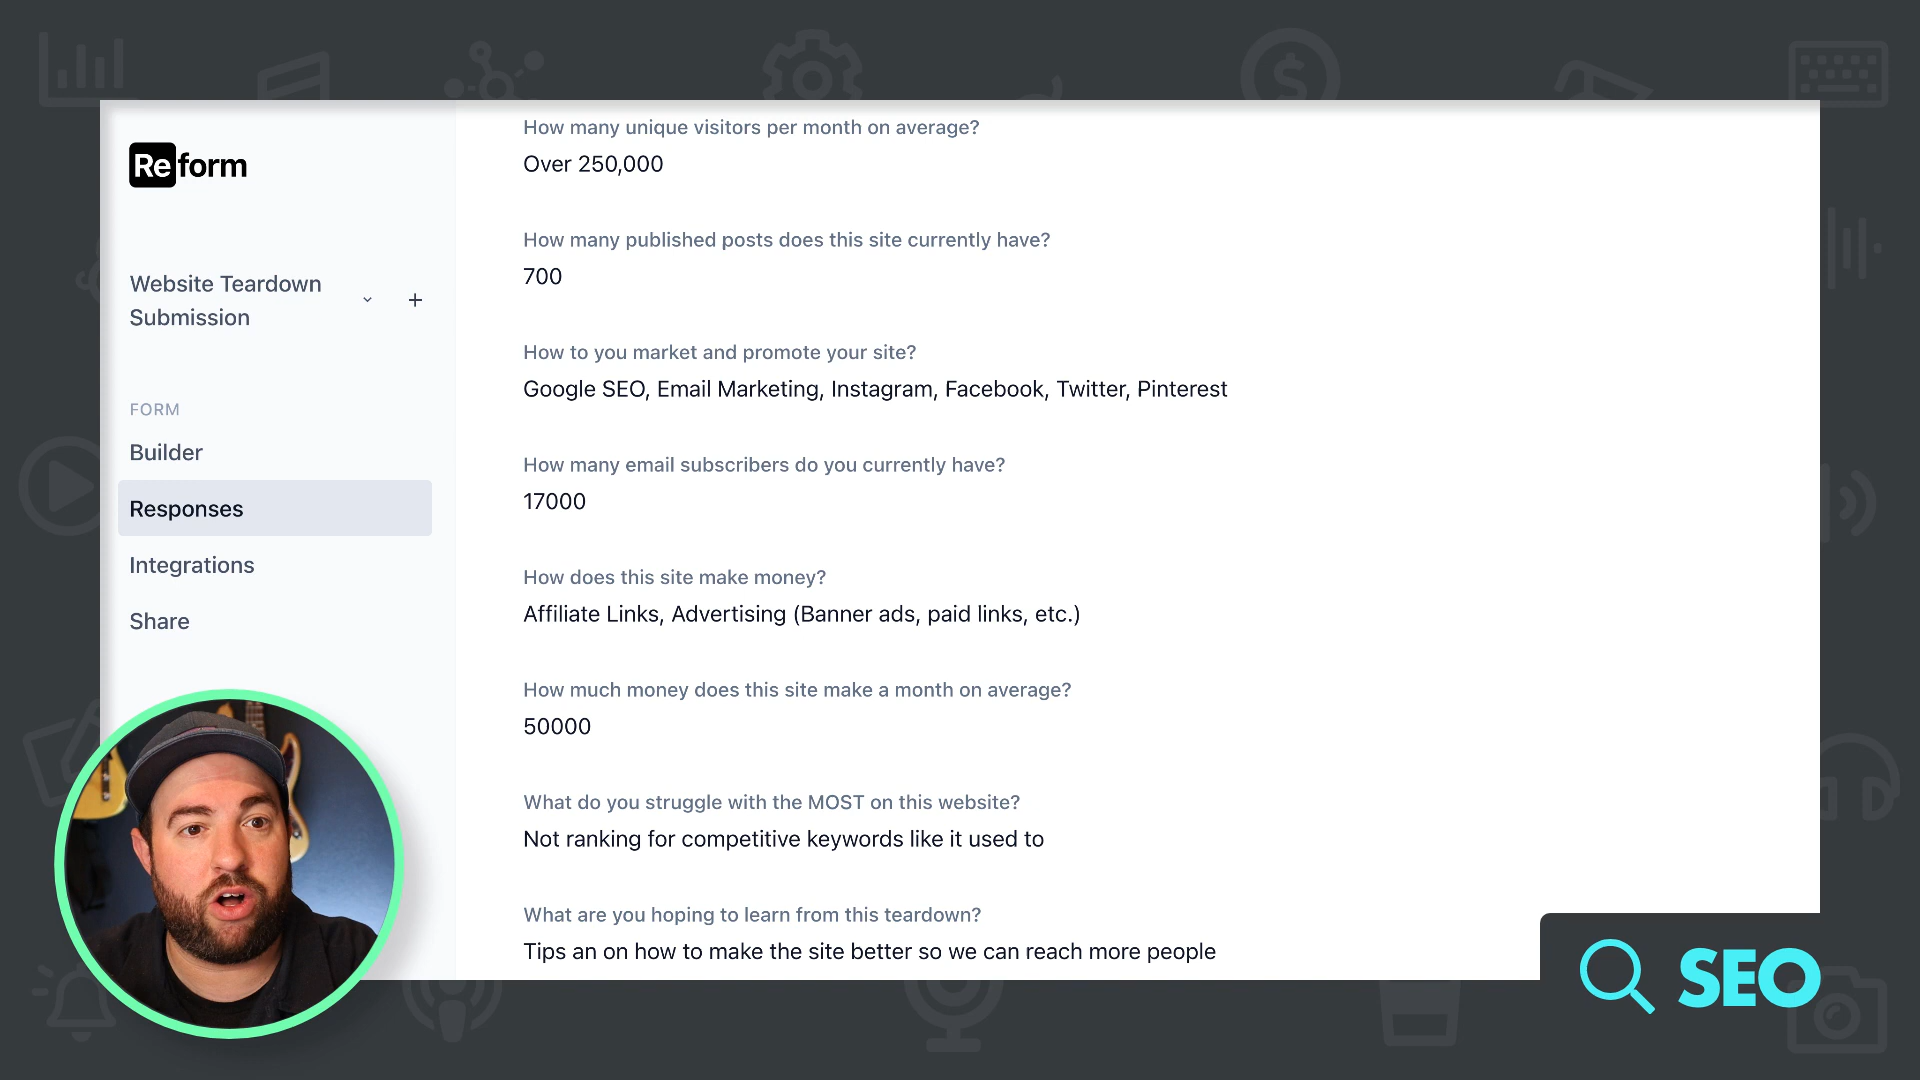 Reform
Website Teardown
Submission
FORM
Builder
Responses
Integrations
Share
How many unique visitors per month on average?
Over 250,000
How many published posts does this site currently have?
700
How to you market and promote your site?
Google SEO, Email Marketing, Instagram, Facebook, Twitter, Pinterest
How many email subscribers do you currently have?
17000
How does this site make money?
Affiliate Links, Advertising (Banner ads, paid links, etc.)
How much money does this site make a month on average?
50000
What do you struggle with the MOST on this website?
Not ranking for competitive keywords like it used to
What are you hoping to learn from this teardown?
Tips an on how to make the site better so we can reach more people
SEO